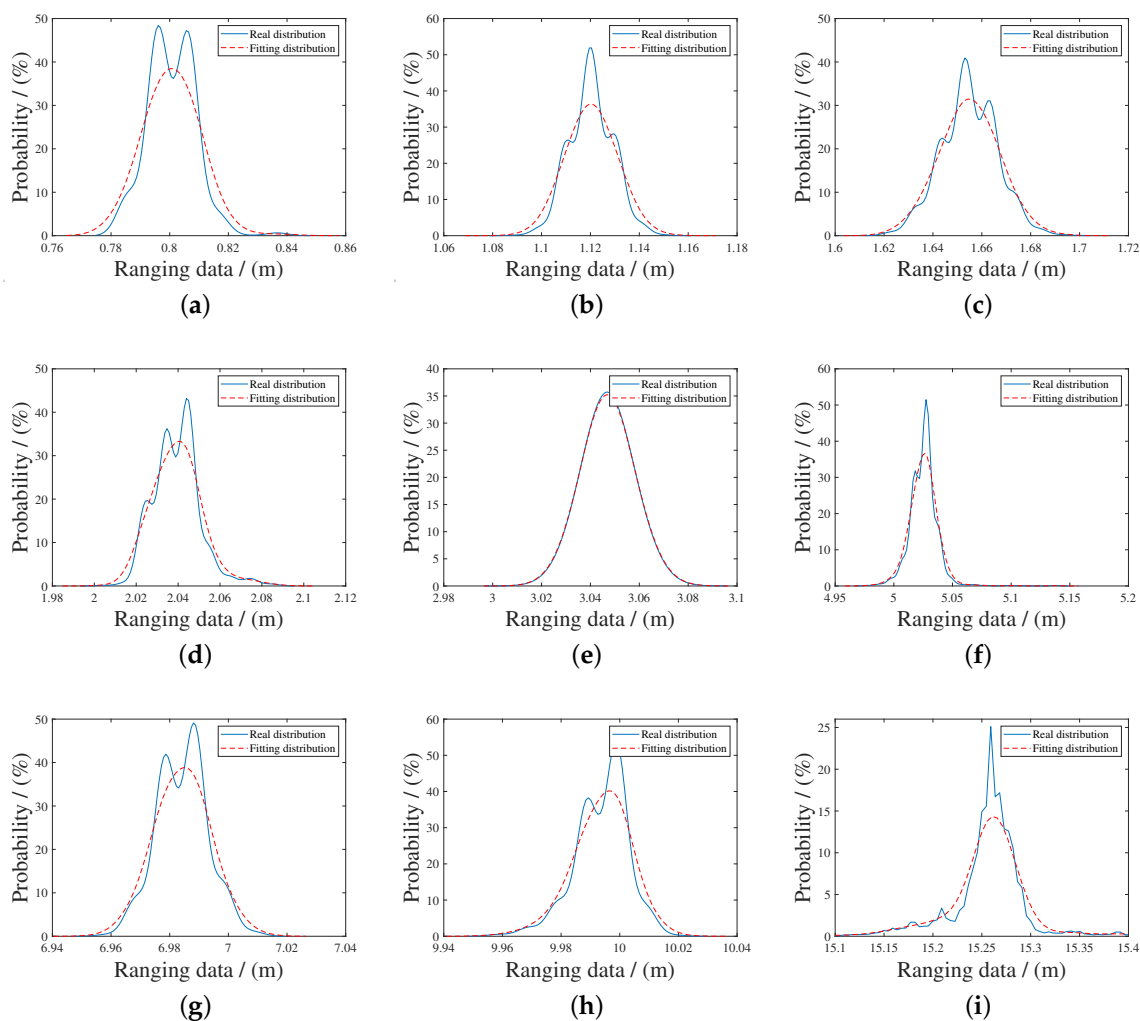 50
40
30
20
10
0
Probability / (%)
Real distribution
Fitting distribution
0.76 0.78 0.8 0.82 0.84 0.86
Ranging data / (m)
(a)
60
50
40
30
20
10
0
Probability / (%)
Real distribution
Fitting distribution
1.06 1.08 1.1 1.12 1.14 1.16 1.18
Ranging data / (m)
(b)
50
40
30
20
10
0
Probability / (%)
Real distribution
Fitting distribution
1.6 1.62 1.64 1.66 1.68 1.7 1.72
Ranging data / (m)
(c)
50
40
30
20
10
0
Probability / (%)
Real distribution
Fitting distribution
1.98 2 2.02 2.04 2.06 2.08 2.1 2.12
Ranging data / (m)
(d)
40
35
30
25
20
15
10
5
0
Probability / (%)
Real distribution
Fitting distribution
2.98 3 3.02 3.04 3.06 3.08 3.1
Ranging data / (m)
(e)
60
50
40
30
20
10
0
Probability / (%)
Real distribution
Fitting distribution
4.95 5 5.05 5.1 5.15 5.2
Ranging data / (m)
(f)
50
40
30
20
10
0
Probability / (%)
Real distribution
Fitting distribution
6.94 6.96 6.98 7 7.02 7.04
Ranging data / (m)
(g)
60
50
40
30
20
10
0
Probability / (%)
Real distribution
Fitting distribution
9.94 9.96 9.98 10 10.02 10.04
Ranging data / (m)
(h)
25
20
15
10
5
0
Probability / (%)
Real distribution
Fitting distribution
15.1 15.15 15.2 15.25 15.3 15.35 15.4
Ranging data / (m)
(i)